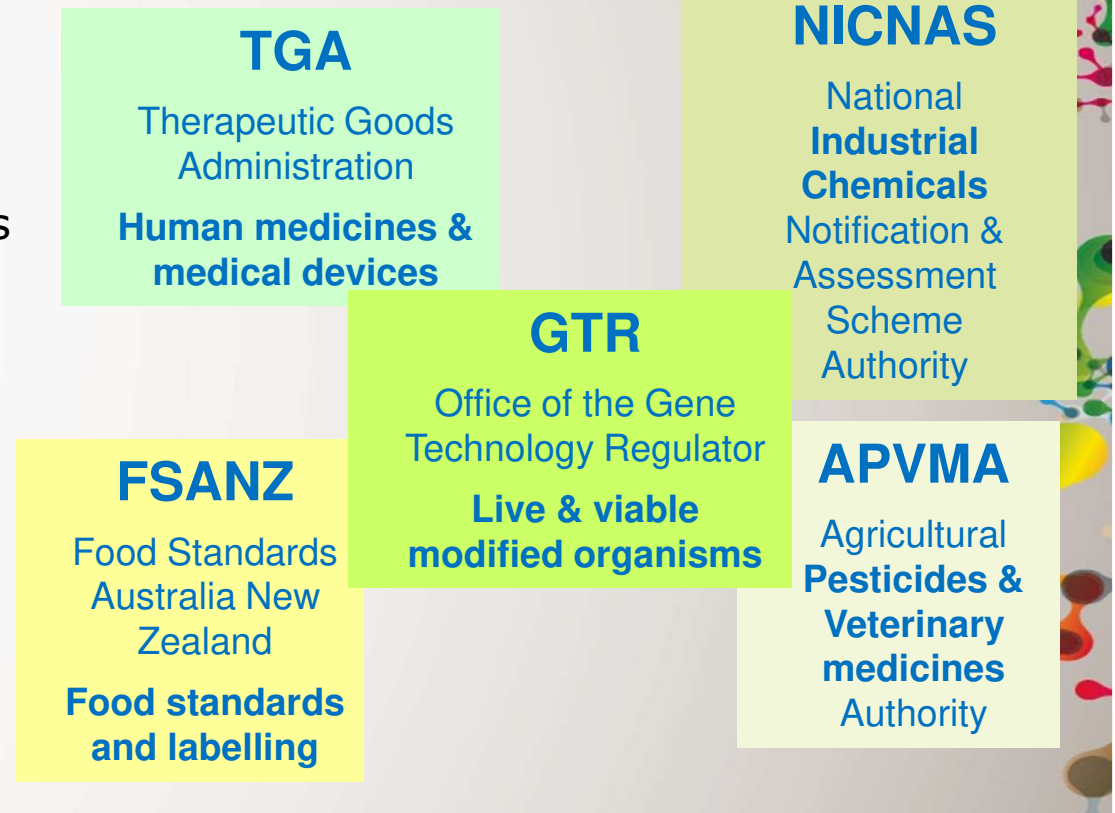 TGA
Therapeutic Goods
Administration
Human medicines &
medical devices
NICNAS
National
Industrial
Chemicals
Notification &
Assessment
Scheme
Authority
s
GTR
Office of the Gene
Technology Regulator
Live & viable
modified organisms
FSANZ
Food Standards
Australia New
Zealand
Food standards
and labelling
APVMA
Agricultural
Pesticides &
Veterinary
medicines
Authority